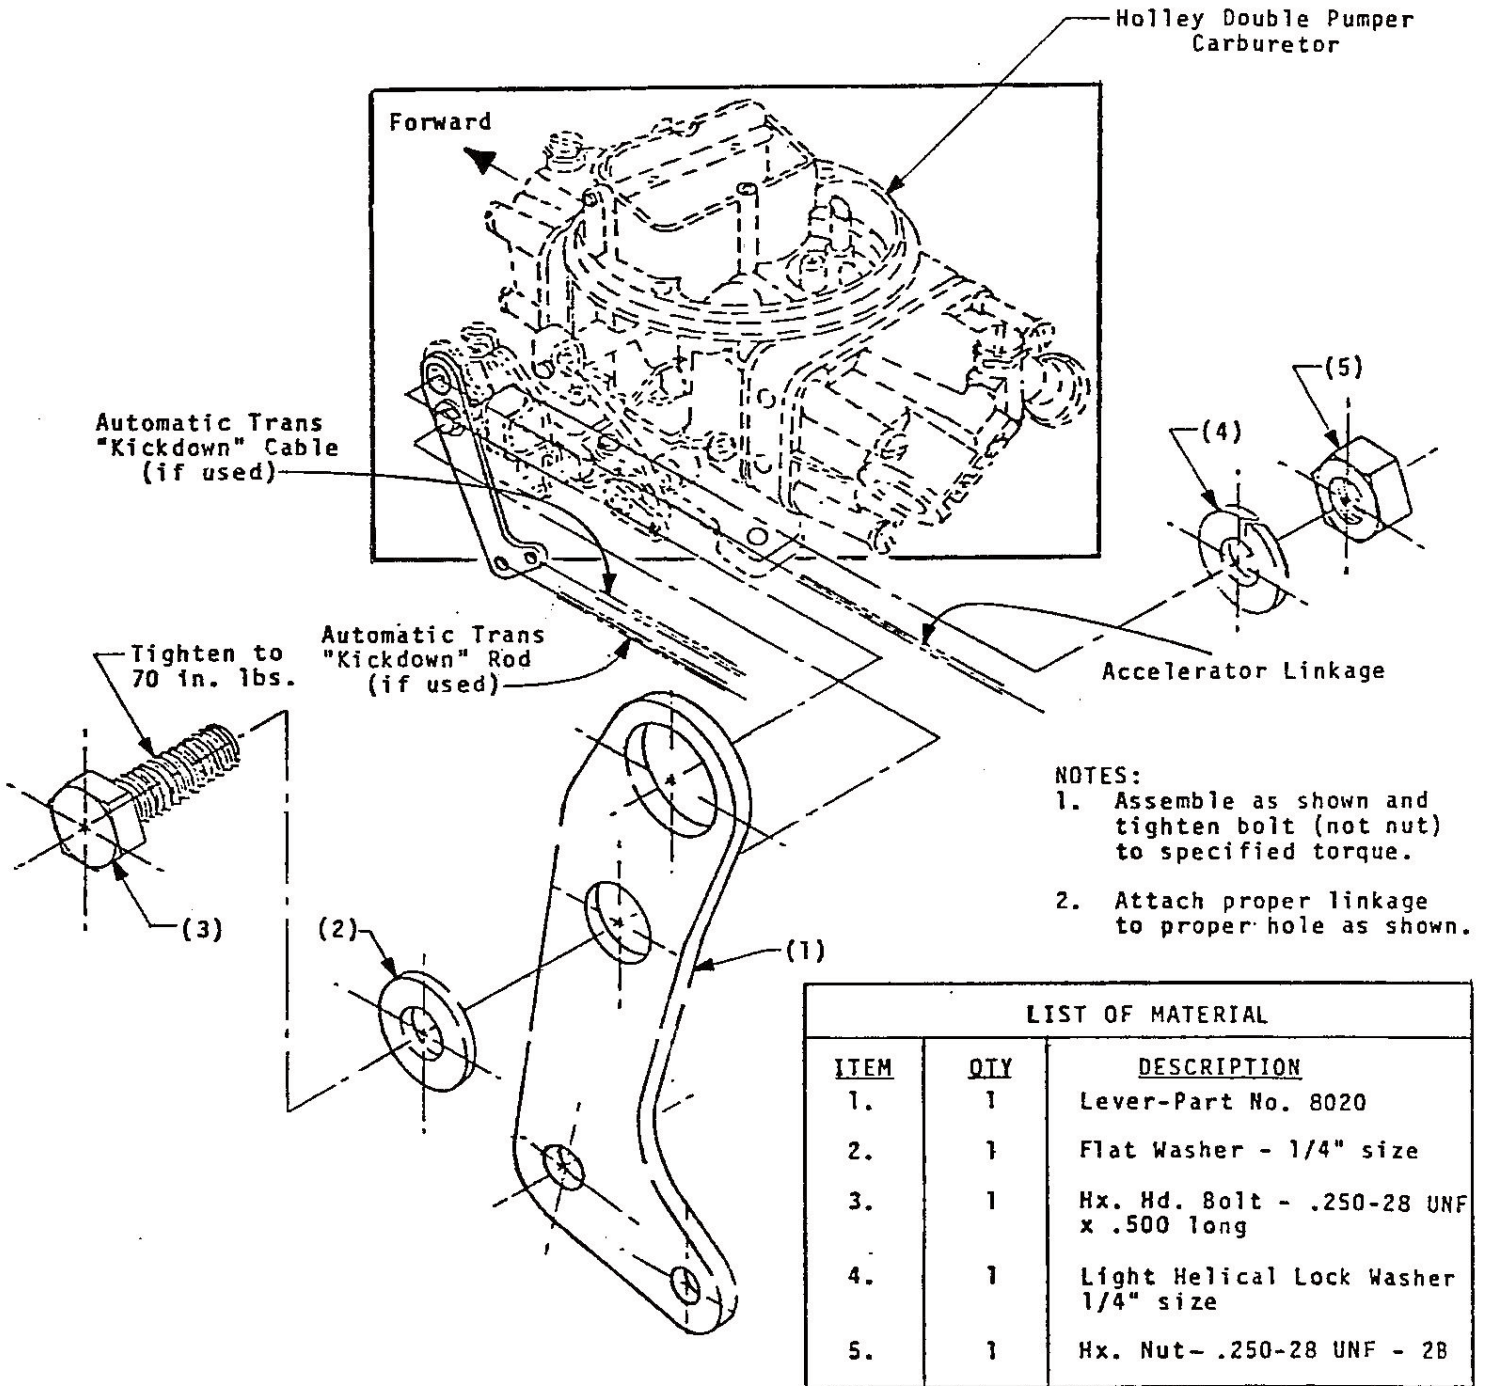 Holley Double Pumper
Carburetor
Forward
(5)
(4)
Automatic Trans
"Kickdown" Cable
(if used)
Automatic Trans
"Kickdown" Rod
(if used)
Accelerator Linkage
Tighten to
70 in. lbs.
NOTES:
1. Assemble as shown and
tighten bolt (not nut)
to specified torque.
2. Attach proper linkage
to proper hole as shown.
(3)
(2)
(1)
LIST OF MATERIAL
ITEM QTY DESCRIPTION
1. 1 Lever-Part No. 8020
2. 1 Flat Washer - 1/4" size
3. 1 Hx. Hd. Bolt - .250-28 UNF
x .500 long
4. 1 Light Helical Lock Washer
1/4" size
5. 1 Hx. Nut- .250-28 UNF - 2B